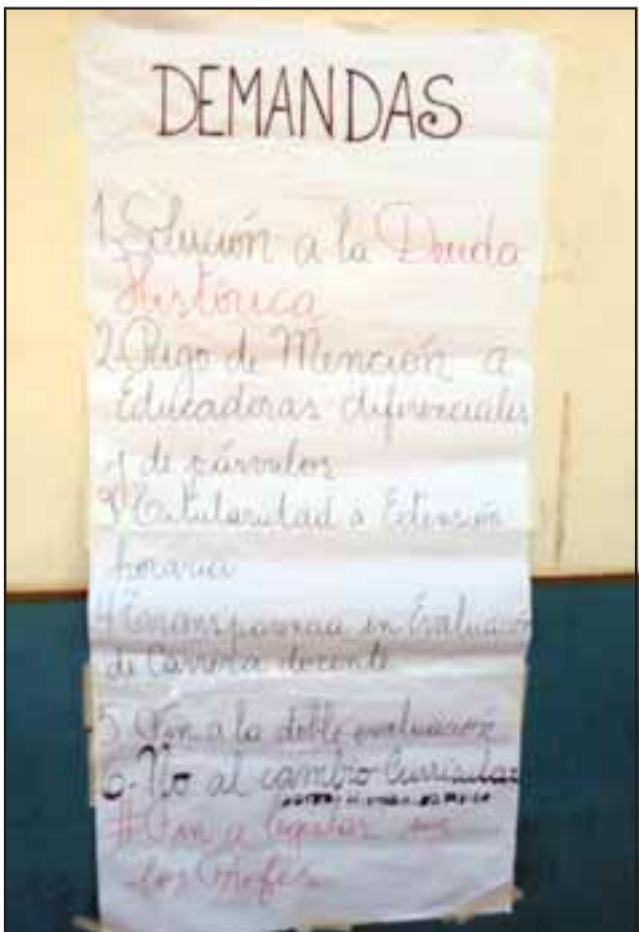 DEMANDAS
1. Solución a la Deuda
Histórica
2. Pago de Mención a
Educadoras diferenciales
y de párvulos
3. Titularidad a Extensión
horaria
4. Transparencia en Evaluación
de Carrera docente
5. Fin a la doble evaluación
6. No al cambio Curricular
# Fin a
los Profes